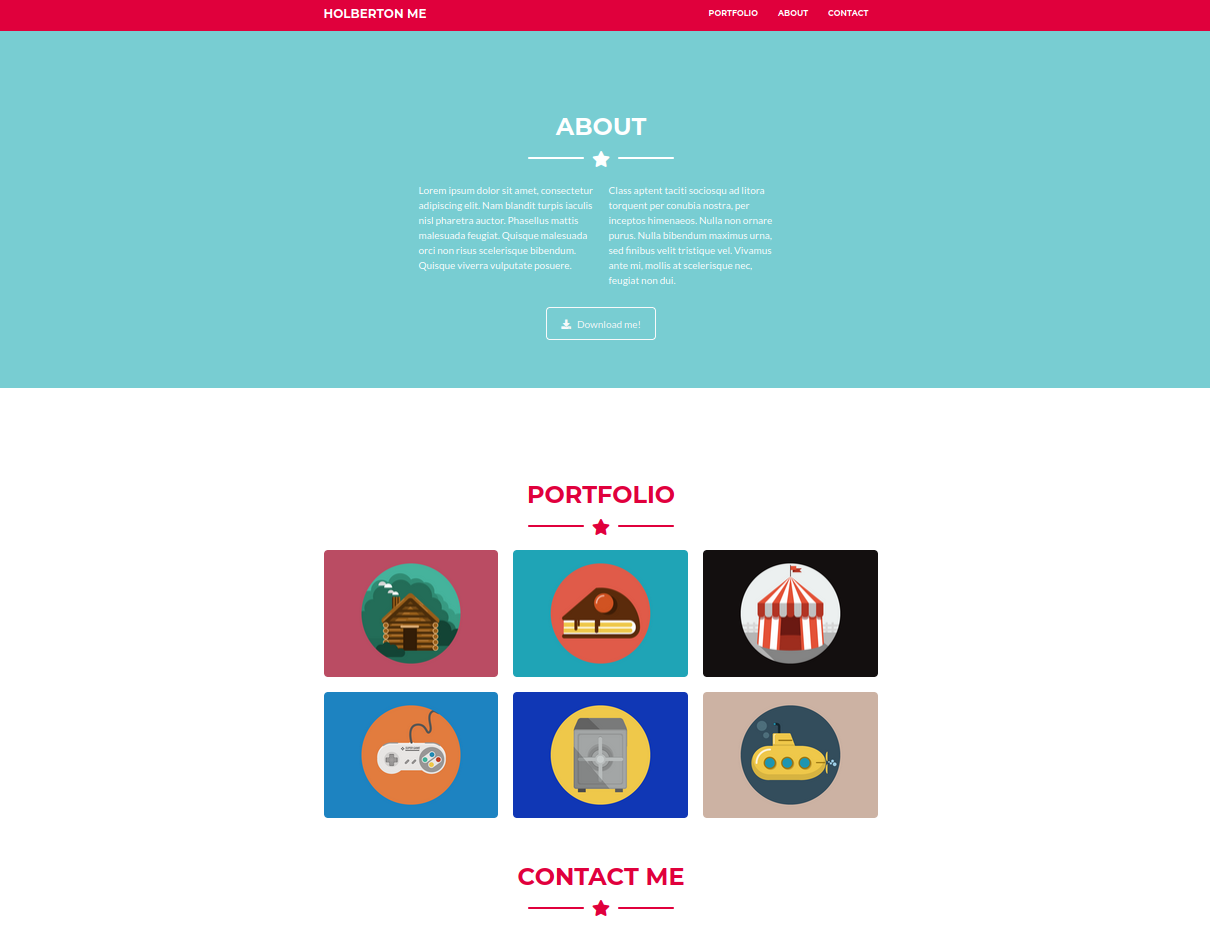 HOLBERTON ME
PORTFOLIO ABOUT CONTACT
ABOUT
Lorem ipsum dolor sit amet, consectetur
adipiscing elit. Nam blandit turpis iaculis
nisl pharetra auctor. Phasellus mattis
malesuada feugiat. Quisque malesuada
orci non risus scelerisque bibendum.
Quisque viverra vulputate posuere.
Class aptent taciti sociosqu ad litora
torquent per conubia nostra, per
inceptos himenaeos. Nulla non ornare
purus. Nulla bibendum maximus urna,
sed finibus velit tristique vel. Vivamus
ante mi, mollis at scelerisque nec,
feugiat non dui.
Download me!
PORTFOLIO
CONTACT ME